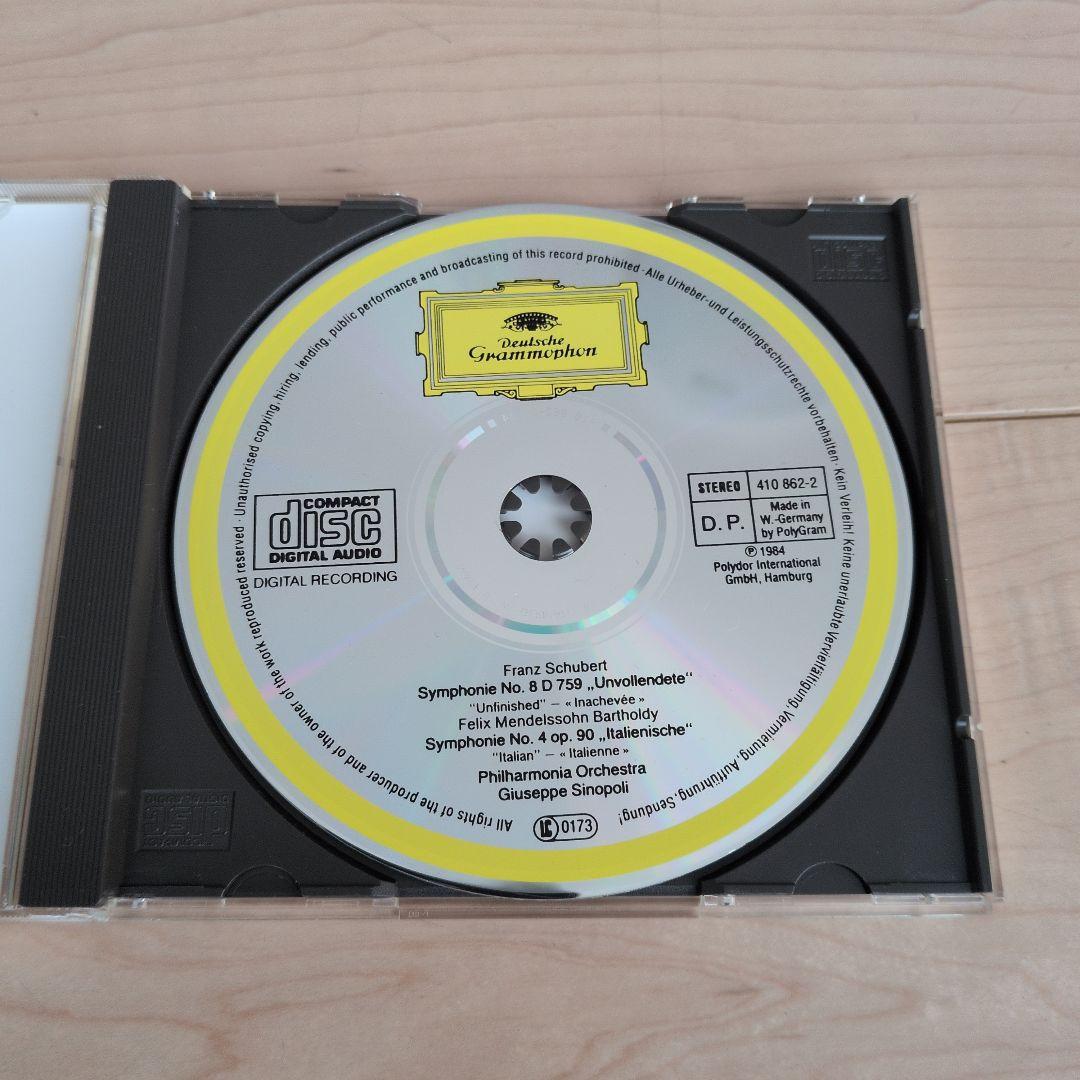 All rights of the producer and of the owner of the work reproduced reserved · Unauthorised copying, hiring, lending, public performance and broadcasting of this record prohibited · Alle Urheber- und Leistungsschutzrechte vorbehalten · Kein Verleih! Keine unerlaubte Vervielfältigung, Vermietung, Aufführung, Sendung!
Deutsche
Grammophon
COMPACT
disc
DIGITAL AUDIO
DIGITAL RECORDING
STEREO 410 862-2
D. P. Made in
W.-Germany
by PolyGram
℗ 1984
Polydor International
GmbH, Hamburg
Franz Schubert
Symphonie No. 8 D 759 „Unvollendete“
"Unfinished" – « Inachevée »
Felix Mendelssohn Bartholdy
Symphonie No. 4 op. 90 „Italienische“
"Italian" – « Italienne »
Philharmonia Orchestra
Giuseppe Sinopoli
LC 0173